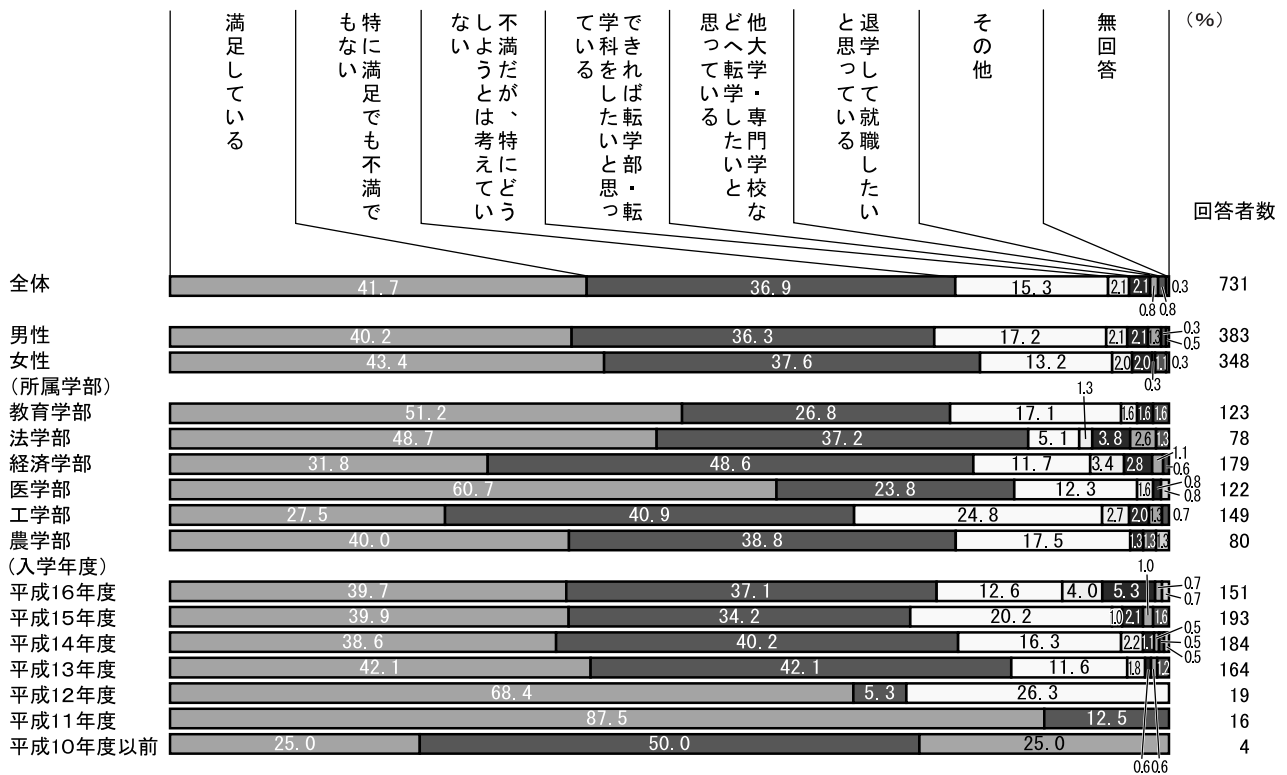 （％）
満足している
特に満足でも不満で
もない
不満だが、特にどう
しようとは考えてい
ない
できれば転学部・転
学科をしたいと思っ
ている
他大学・専門学校な
どへ転学したいと
思っている
退学して就職したい
と思っている
その他
無回答
回答者数
全体 41.7 36.9 15.3 2.1 2.1 0.8 0.8 0.3 731
男性 40.2 36.3 17.2 2.1 2.1 1.3 0.5 0.3 383
女性 43.4 37.6 13.2 2.0 2.0 0.3 1.1 0.3 348
（所属学部）
教育学部 51.2 26.8 17.1 1.6 1.6 1.6 123
法学部 48.7 37.2 5.1 1.3 3.8 2.6 1.3 78
経済学部 31.8 48.6 11.7 3.4 2.8 1.1 0.6 179
医学部 60.7 23.8 12.3 1.6 0.8 0.8 122
工学部 27.5 40.9 24.8 2.7 2.0 1.3 0.7 149
農学部 40.0 38.8 17.5 1.3 1.3 1.3 80
（入学年度）
平成16年度 39.7 37.1 12.6 4.0 5.3 0.7 0.7 151
平成15年度 39.9 34.2 20.2 1.0 2.1 1.0 1.6 193
平成14年度 38.6 40.2 16.3 2.2 1.1 0.5 0.5 0.5 184
平成13年度 42.1 42.1 11.6 1.8 0.6 0.6 1.2 164
平成12年度 68.4 5.3 26.3 19
平成11年度 87.5 12.5 16
平成10年度以前 25.0 50.0 25.0 4